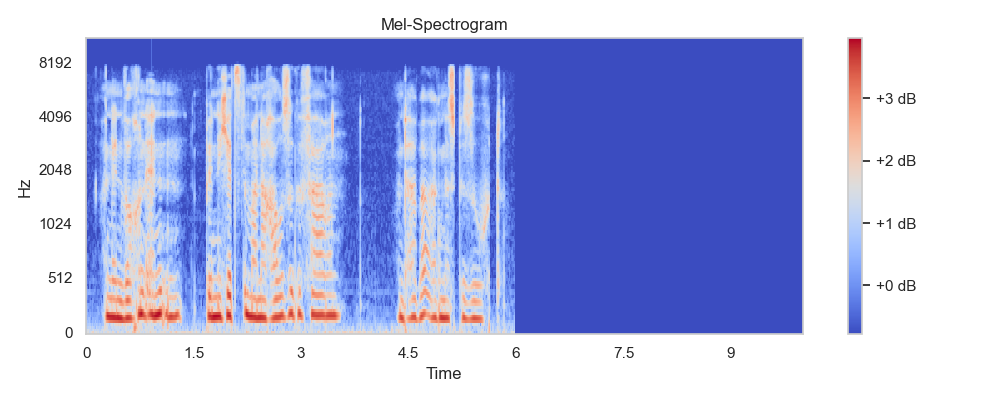 Mel-Spectrogram
8192
4096
2048
1024
512
0
Hz
0 1.5 3 4.5 6 7.5 9
Time
+3 dB
+2 dB
+1 dB
+0 dB